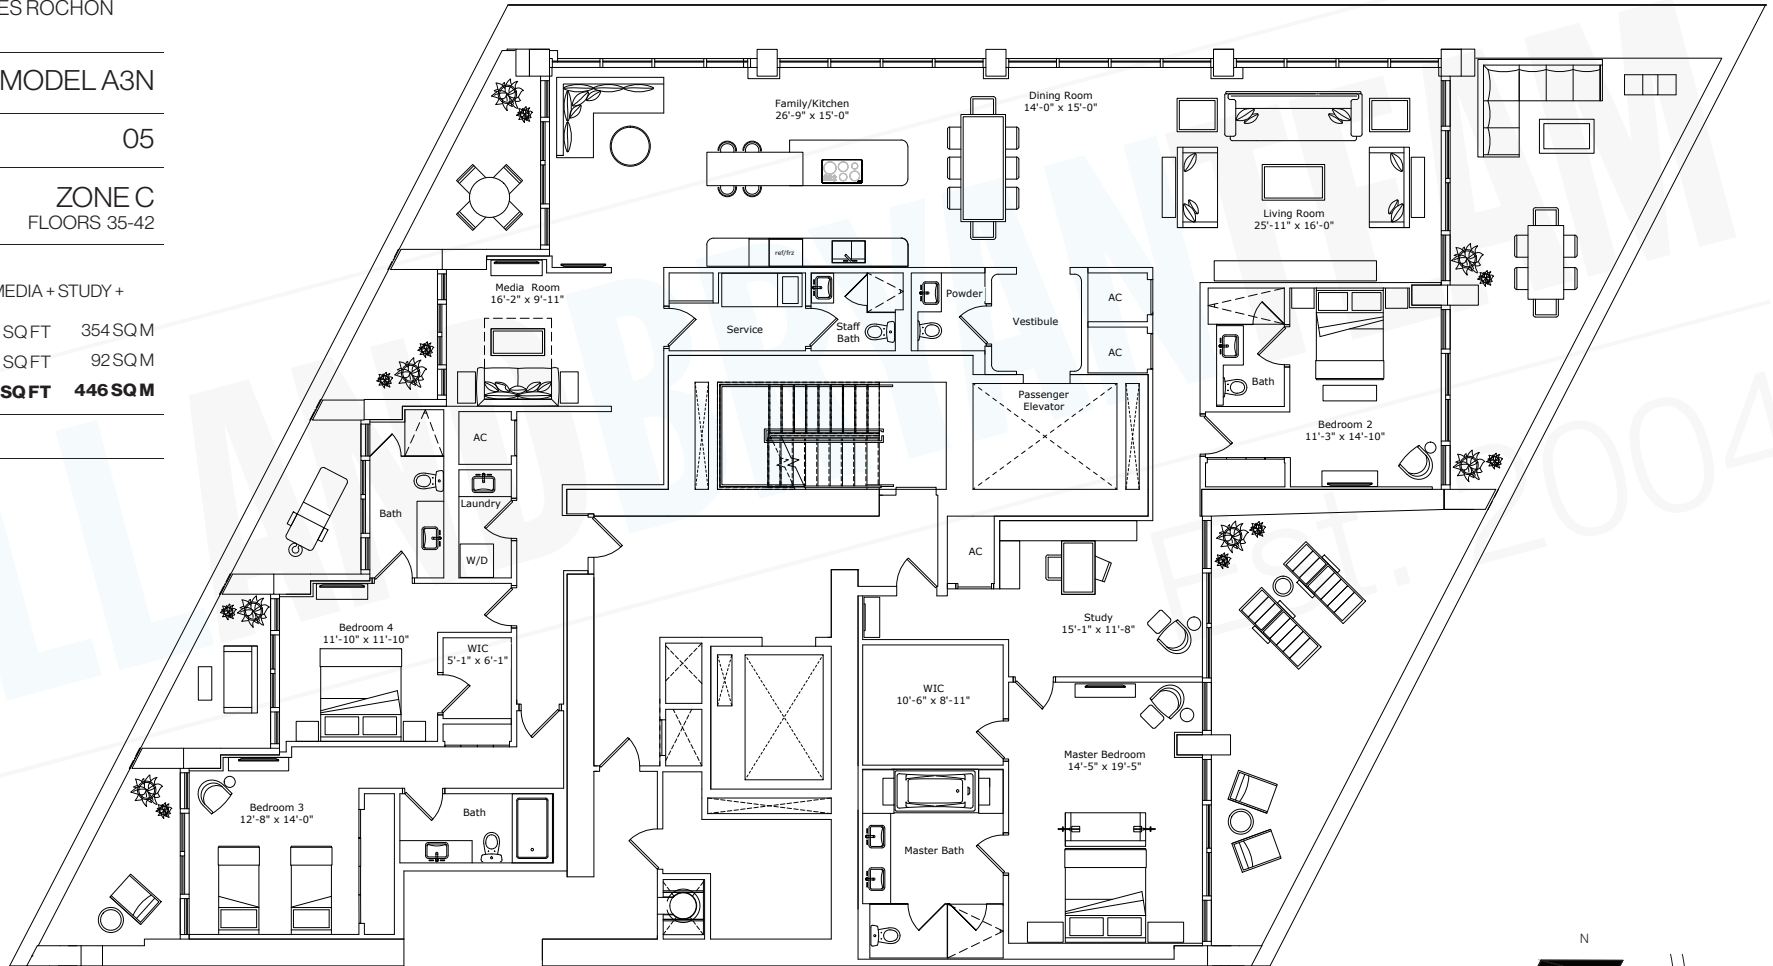 ES ROCHON
MODEL A3N
05
ZONE C
FLOORS 35-42
MEDIA + STUDY +
SQ FT 354 SQ M
SQ FT 92 SQ M
SQ FT 446 SQ M
Family/Kitchen
26'-9" x 15'-0"
Dining Room
14'-0" x 15'-0"
Living Room
25'-11" x 16'-0"
ref/frz
Media Room
16'-2" x 9'-11"
Service
Staff
Bath
Powder
Vestibule
AC
AC
Passenger
Elevator
Bath
Bedroom 2
11'-3" x 14'-10"
AC
Laundry
Bath
W/D
AC
Bedroom 4
11'-10" x 11'-10"
WIC
5'-1" x 6'-1"
Study
15'-1" x 11'-8"
WIC
10'-6" x 8'-11"
Master Bedroom
14'-5" x 19'-5"
Bedroom 3
12'-8" x 14'-0"
Bath
Master Bath
N
LLANDBRYANTEAM
Est. 2004